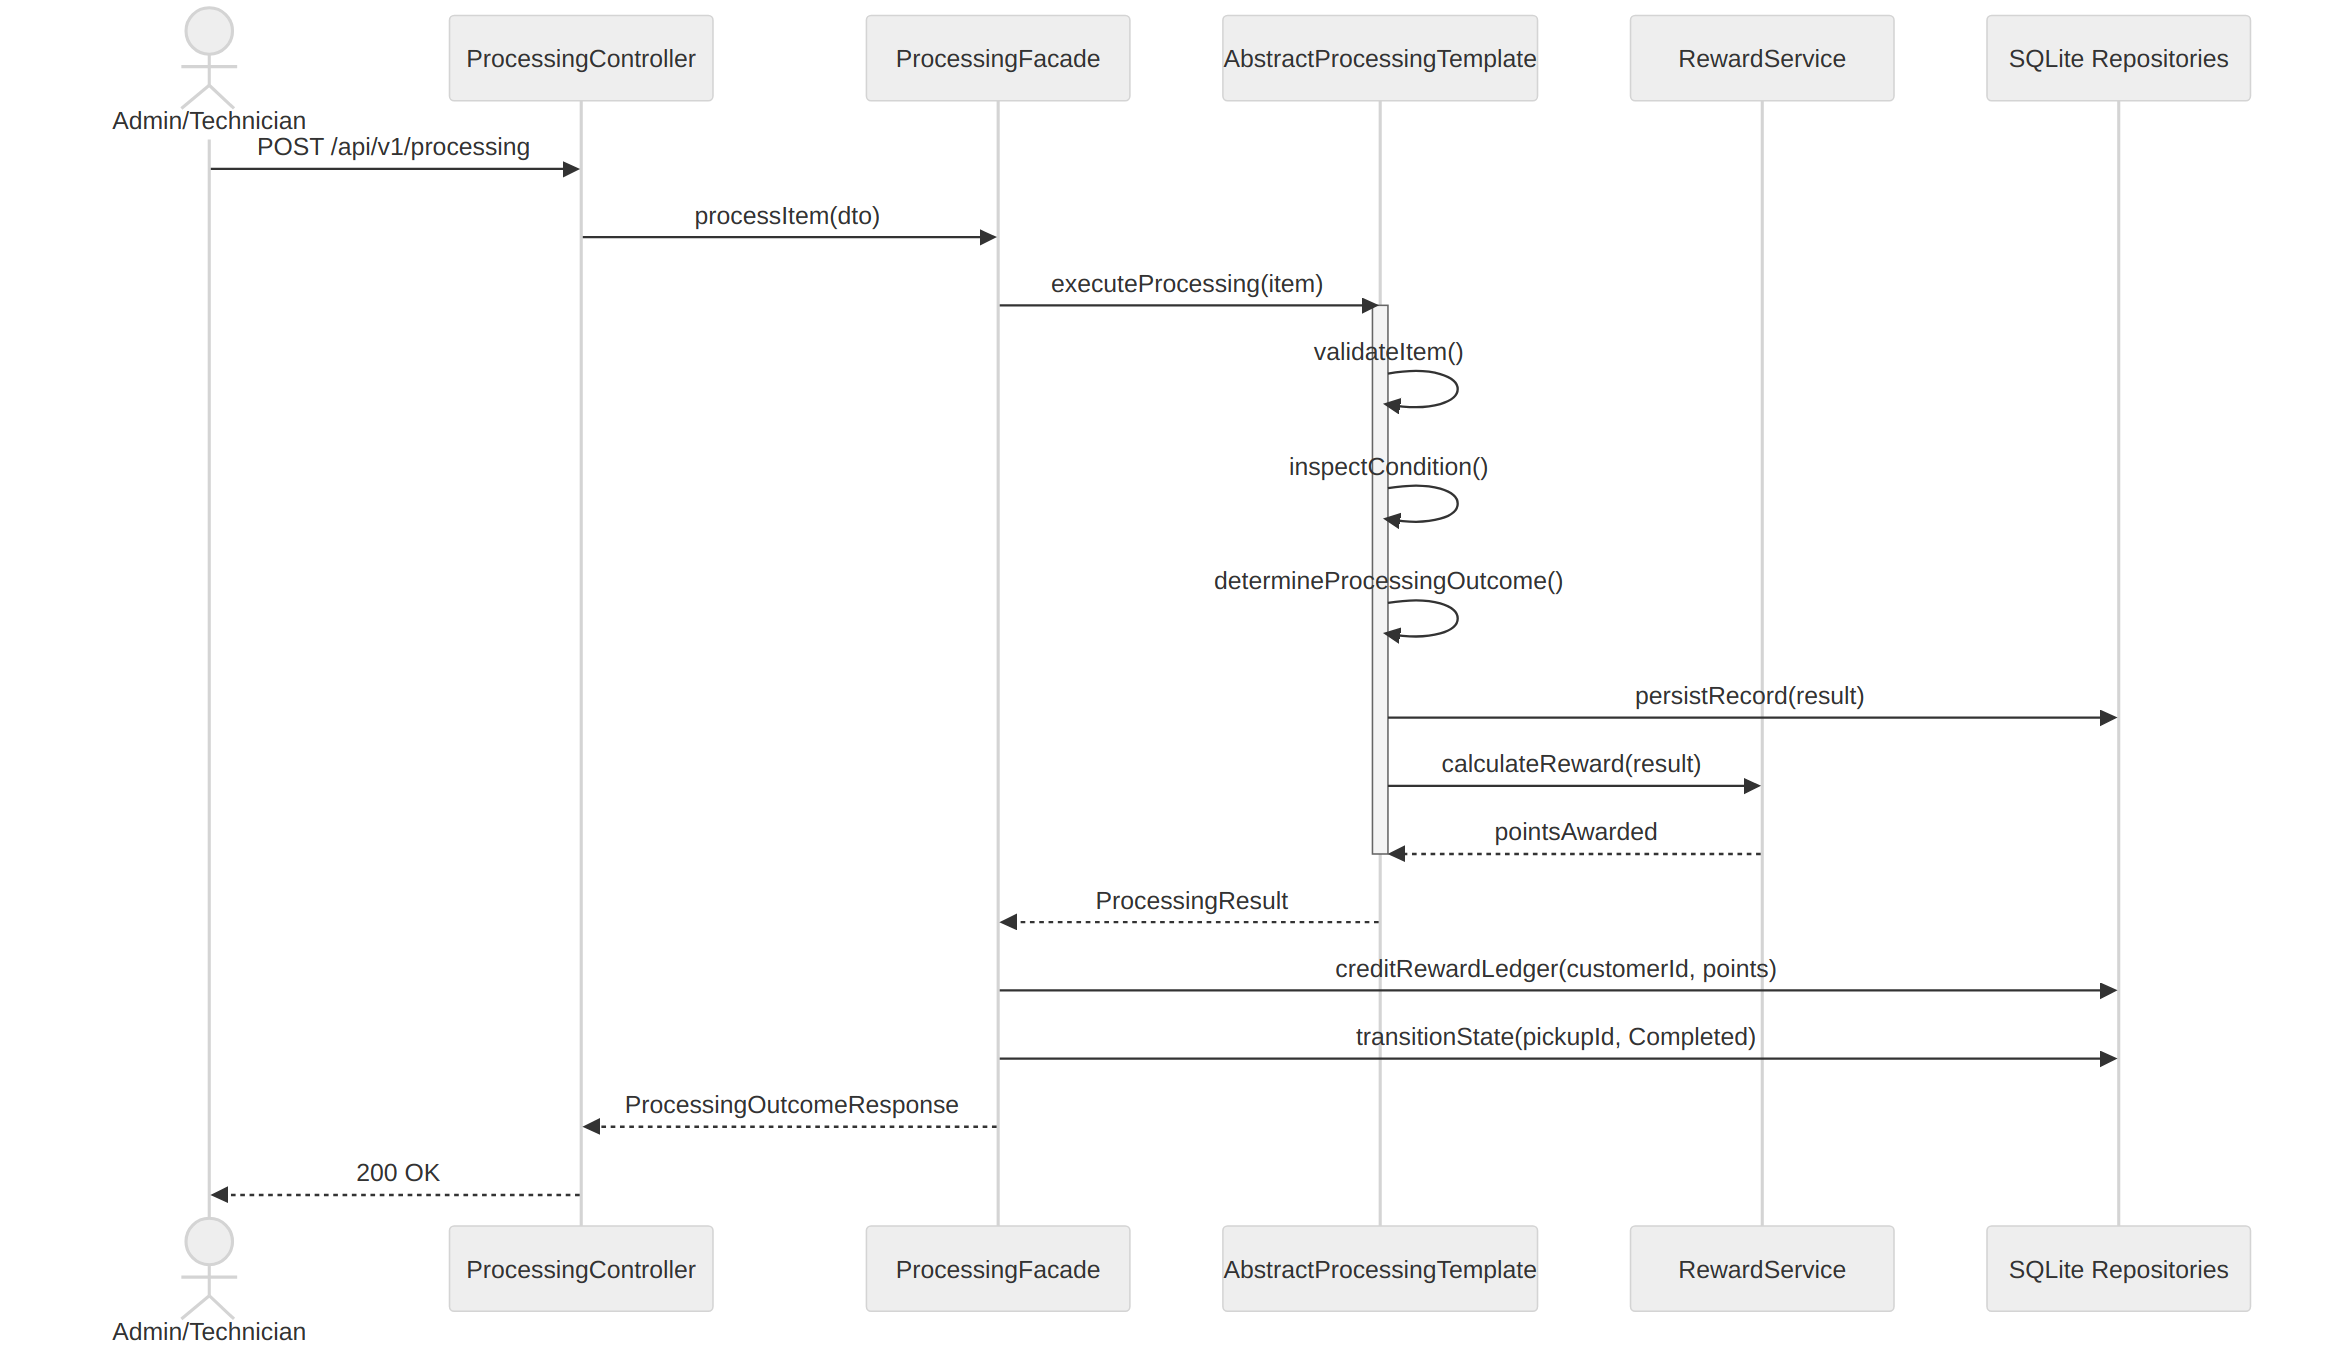 ProcessingController
ProcessingFacade
AbstractProcessingTemplate
RewardService
SQLite Repositories
Admin/Technician
POST /api/v1/processing
processItem(dto)
executeProcessing(item)
validateItem()
inspectCondition()
determineProcessingOutcome()
persistRecord(result)
calculateReward(result)
pointsAwarded
ProcessingResult
creditRewardLedger(customerId, points)
transitionState(pickupId, Completed)
ProcessingOutcomeResponse
200 OK
ProcessingController
ProcessingFacade
AbstractProcessingTemplate
RewardService
SQLite Repositories
Admin/Technician